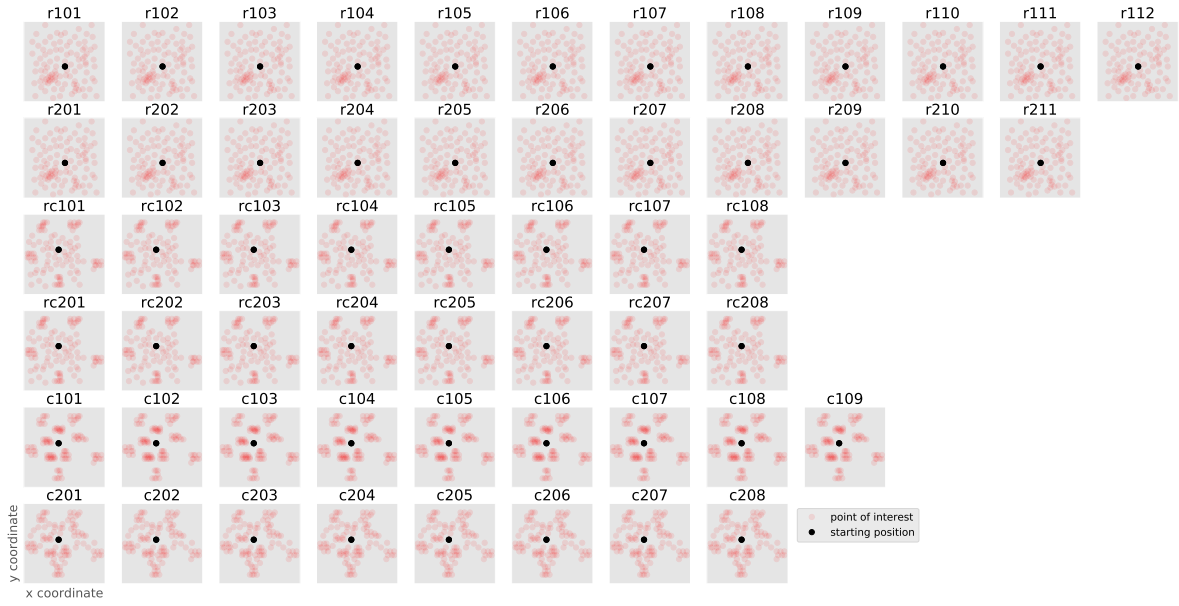 r101 r102 r103 r104 r105 r106 r107 r108 r109 r110 r111 r112
r201 r202 r203 r204 r205 r206 r207 r208 r209 r210 r211
rc101 rc102 rc103 rc104 rc105 rc106 rc107 rc108
rc201 rc202 rc203 rc204 rc205 rc206 rc207 rc208
c101 c102 c103 c104 c105 c106 c107 c108 c109
c201 c202 c203 c204 c205 c206 c207 c208
point of interest
starting position
y coordinate
x coordinate